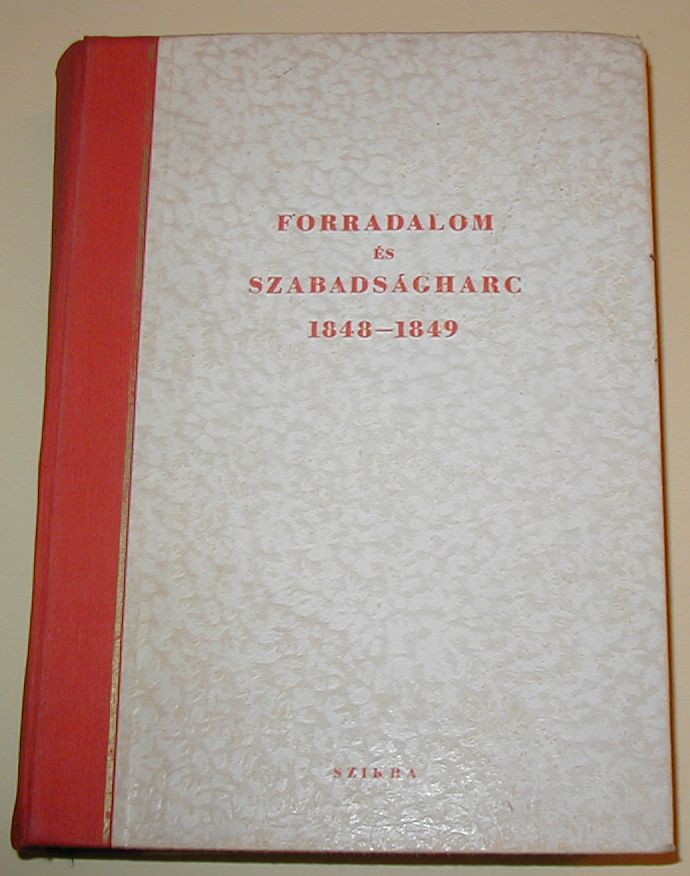 FORRADALOM
ÉS
SZABADSÁGHARC
1848—1849
SZIKRA